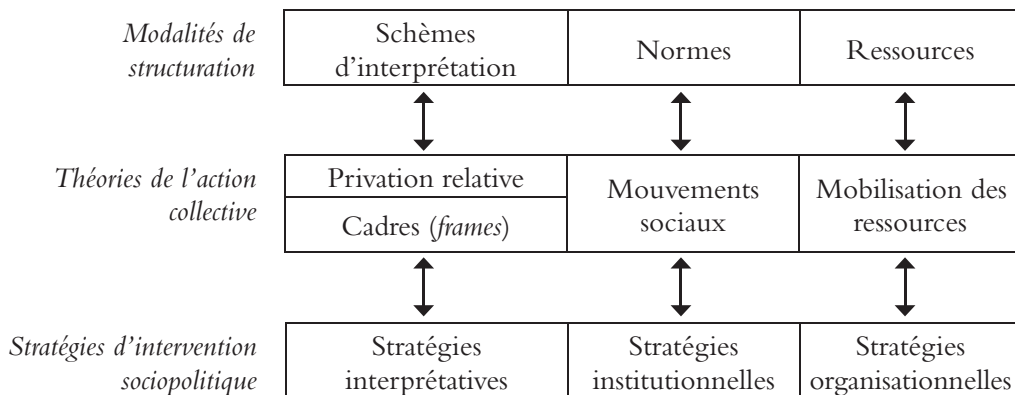 Modalités de
structuration
Schèmes
d'interprétation
Normes
Ressources
Théories de l'action
collective
Privation relative
Cadres (frames)
Mouvements
sociaux
Mobilisation des
ressources
Stratégies d'intervention
sociopolitique
Stratégies
interprétatives
Stratégies
institutionnelles
Stratégies
organisationnelles